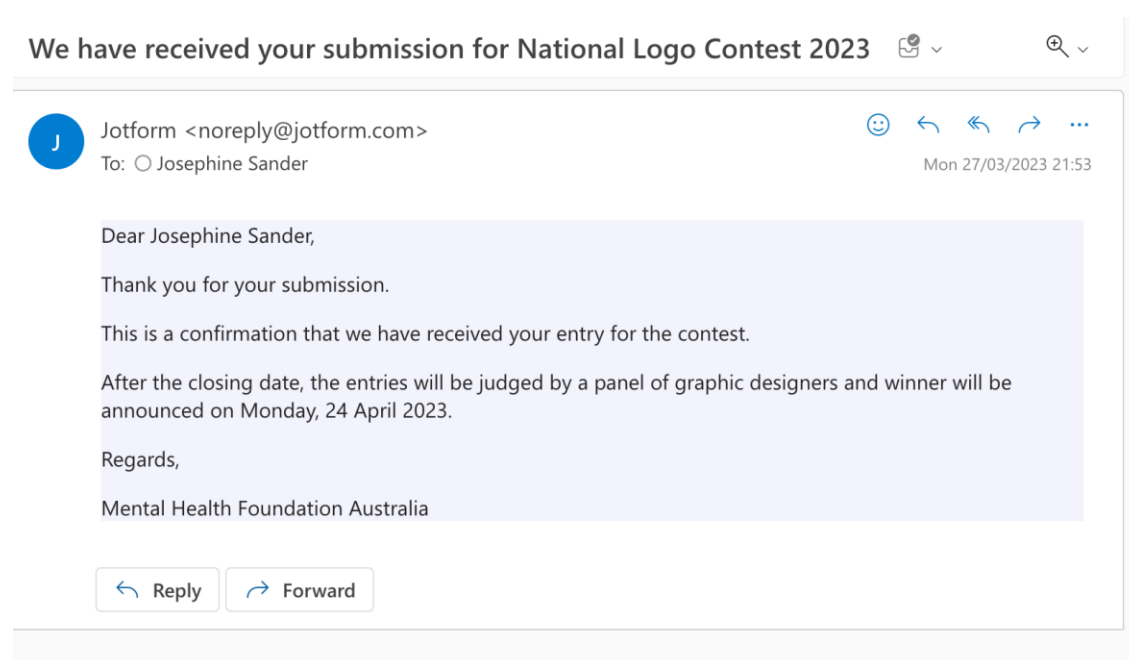 We have received your submission for National Logo Contest 2023
J
Jotform <noreply@jotform.com>
To: Josephine Sander
Mon 27/03/2023 21:53
Dear Josephine Sander,
Thank you for your submission.
This is a confirmation that we have received your entry for the contest.
After the closing date, the entries will be judged by a panel of graphic designers and winner will be
announced on Monday, 24 April 2023.
Regards,
Mental Health Foundation Australia
Reply
Forward